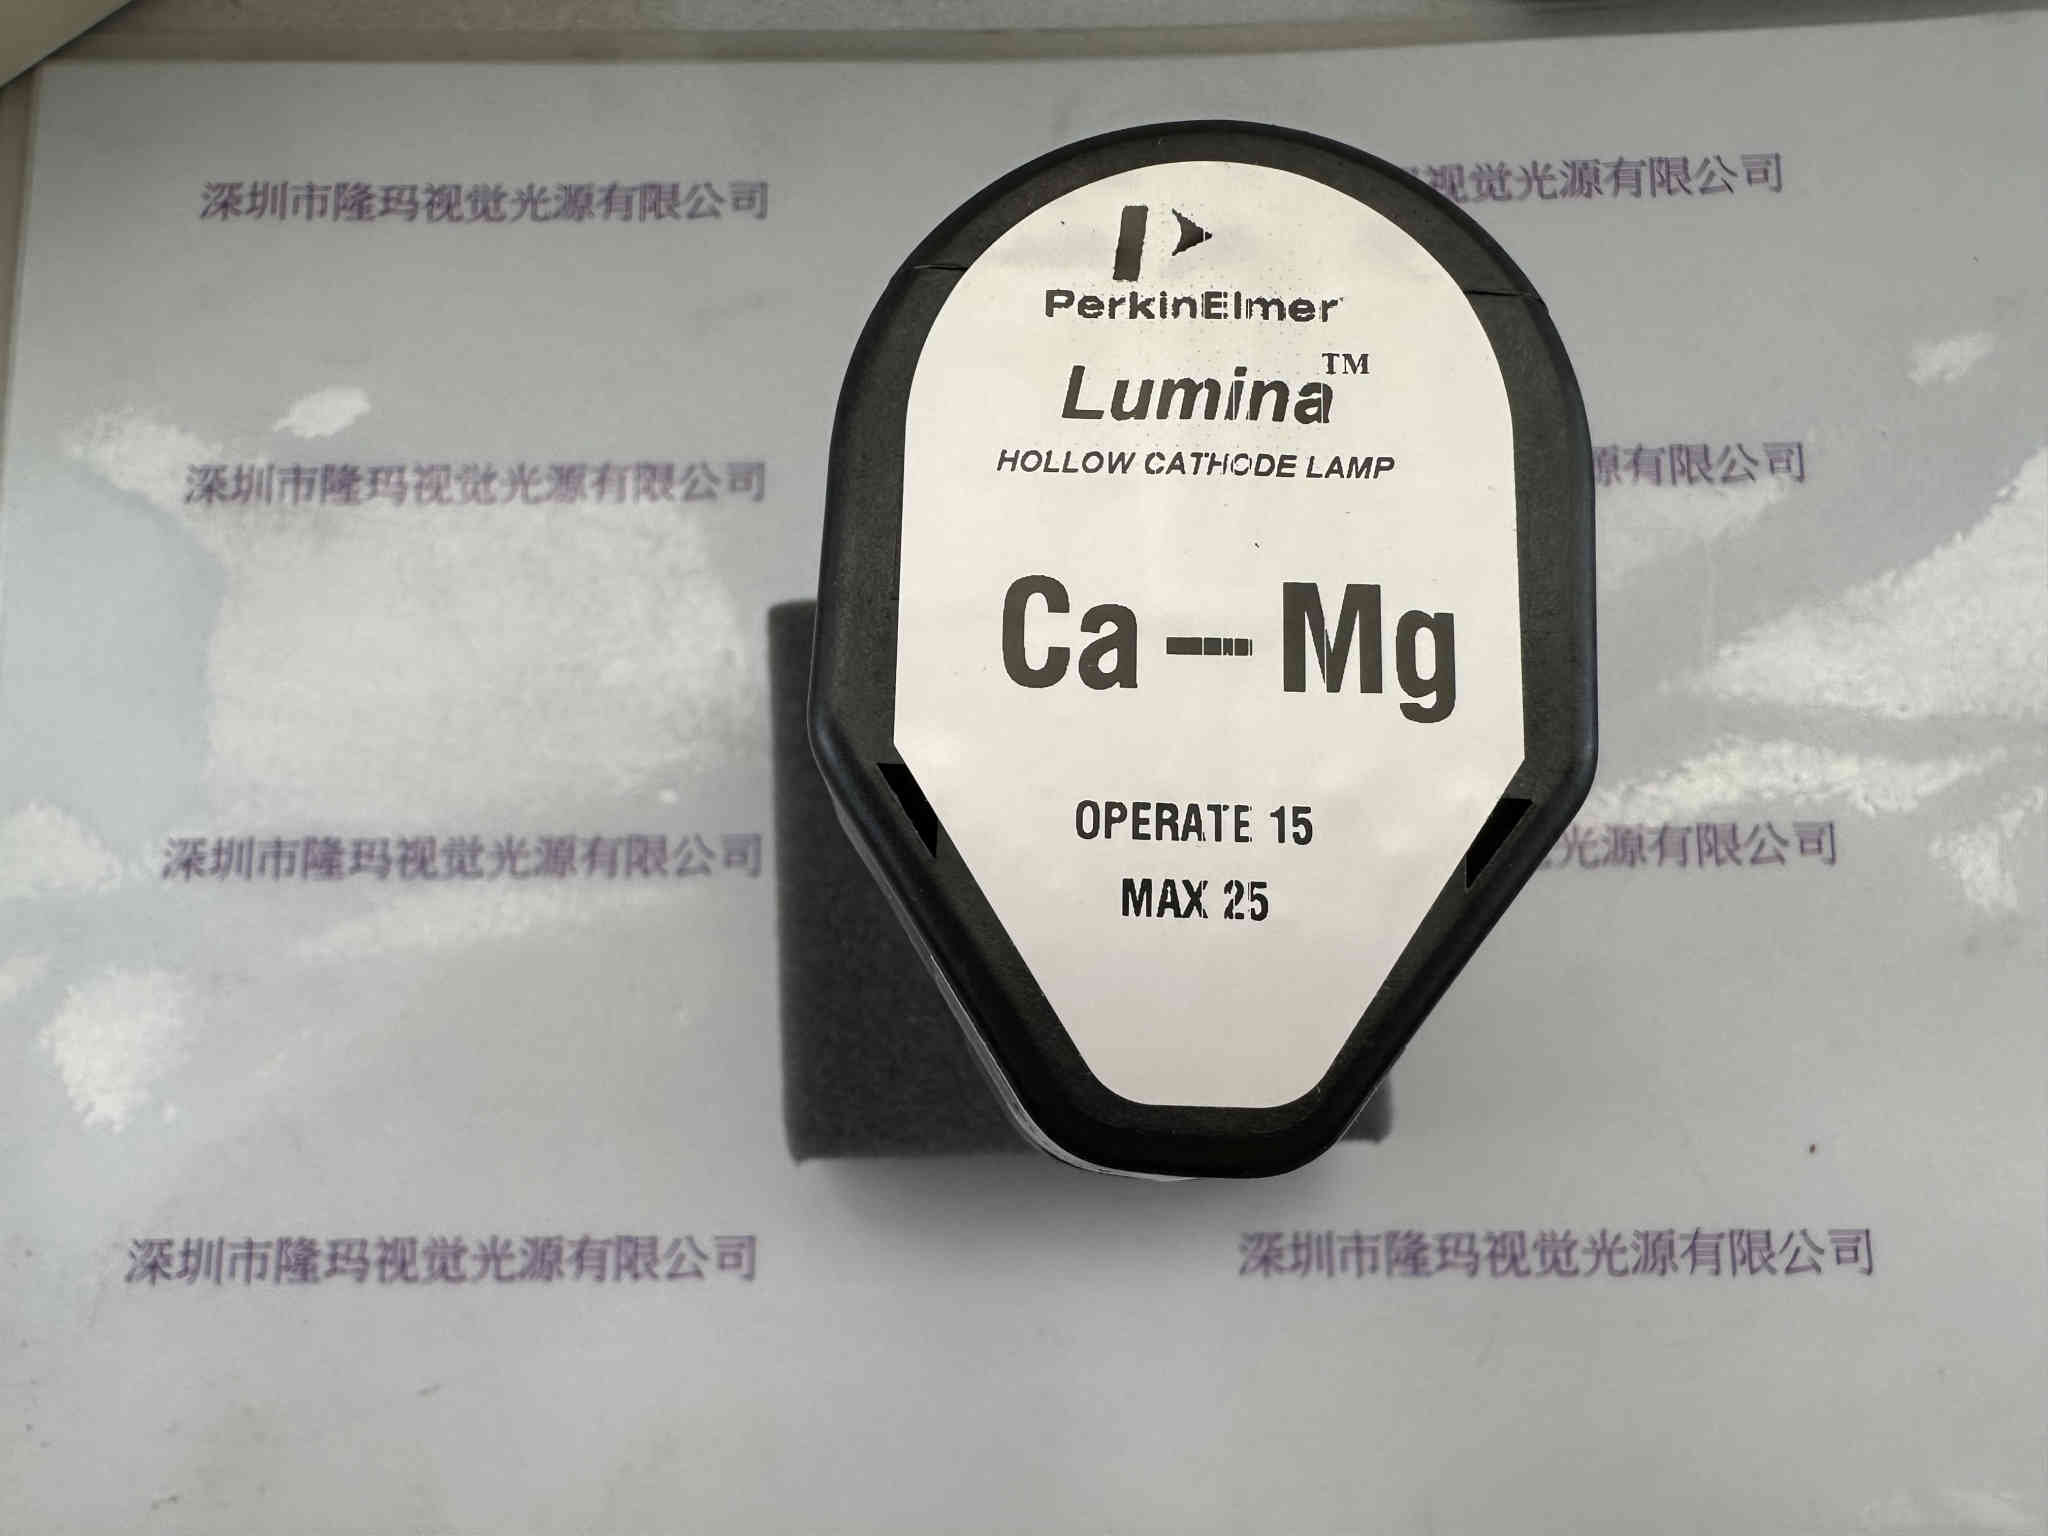 深圳市隆玛视觉光源有限公司
视觉光源有限公司
PerkinElmer
Lumina™
HOLLOW CATHODE LAMP
深圳市隆玛视觉光源有限公司
源有限公司
Ca – Mg
OPERATE 15
MAX 25
深圳市隆玛视觉光源有限公司
光源有限公司
深圳市隆玛视觉光源有限公司
深圳市隆玛视觉光源有限公司